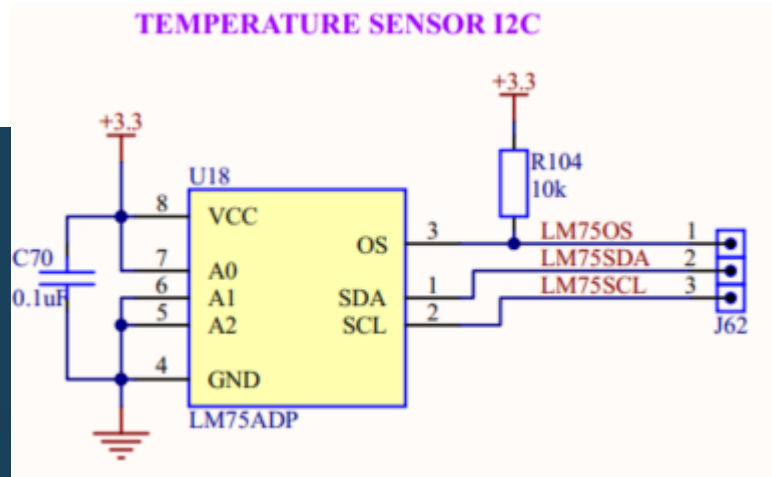 TEMPERATURE SENSOR I2C
+3.3
+3.3
U18
R104
10k
8
VCC
OS
3
LM75OS
1
C70
0.1uF
7
A0
LM75SDA
2
6
A1
SDA
1
LM75SCL
3
5
A2
SCL
2
J62
4
GND
LM75ADP